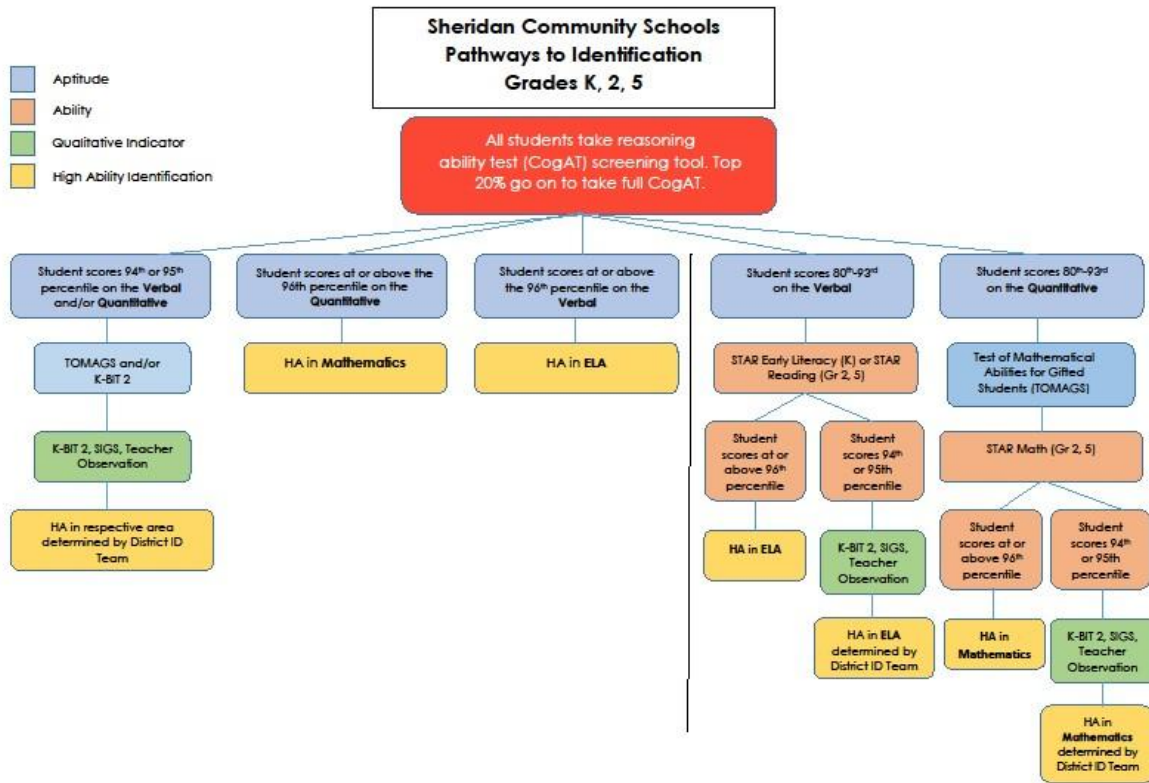 Sheridan Community Schools
Pathways to Identification
Grades K, 2, 5
Aptitude
Ability
Qualitative Indicator
High Ability Identification
All students take reasoning
ability test (CogAT) screening tool. Top
20% go on to take full CogAT.
Student scores 94th or 95th
percentile on the Verbal
and/or Quantitative
TOMAGS and/or
K-BIT 2
K-BIT 2, SIGS, Teacher
Observation
HA in respective area
determined by District ID
Team
Student scores at or above the
96th percentile on the
Quantitative
HA in Mathematics
Student scores at or above
the 96th percentile on the
Verbal
HA in ELA
Student scores 80th-93rd
on the Verbal
STAR Early Literacy (K) or STAR
Reading (Gr 2, 5)
Student
scores at or
above 96th
percentile
HA in ELA
Student
scores 94th
or 95th
percentile
K-BIT 2, SIGS,
Teacher
Observation
HA in ELA
determined by
District ID Team
Student scores 80th-93rd
on the Quantitative
Test of Mathematical
Abilities for Gifted
Students (TOMAGS)
STAR Math (Gr 2, 5)
Student
scores at or
above 96th
percentile
HA in
Mathematics
Student
scores 94th
or 95th
percentile
K-BIT 2, SIGS,
Teacher
Observation
HA in
Mathematics
determined by
District ID Team